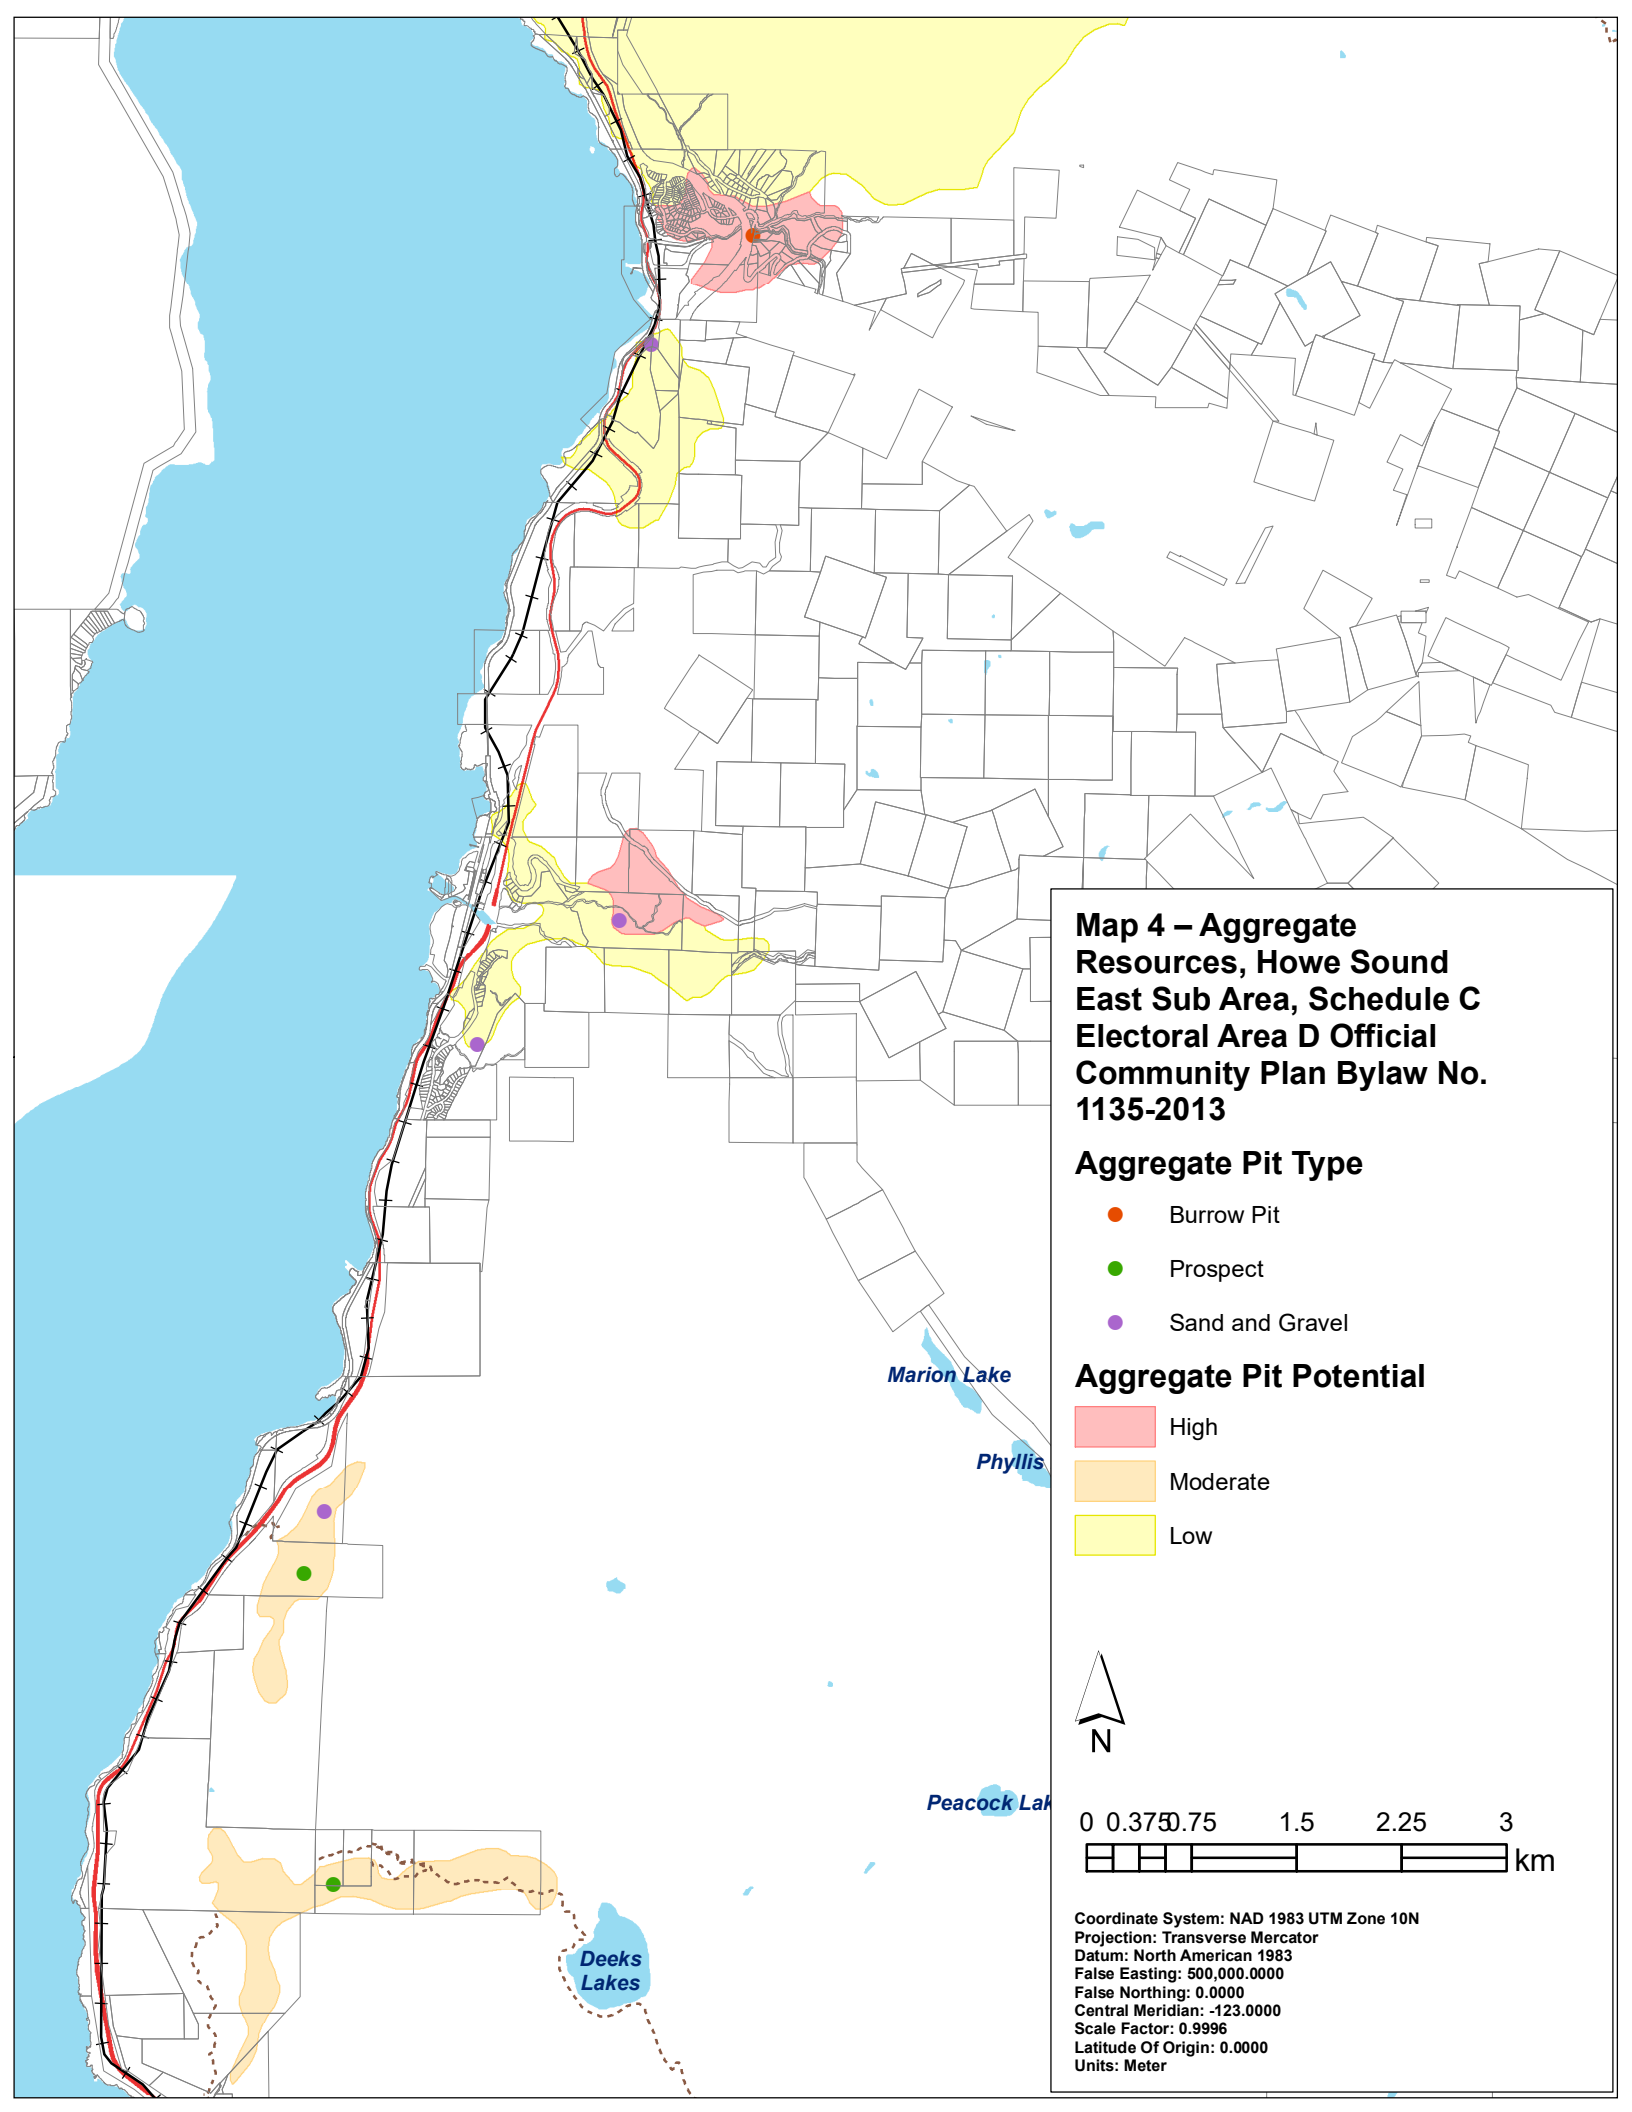 Map 4 – Aggregate
Resources, Howe Sound
East Sub Area, Schedule C
Electoral Area D Official
Community Plan Bylaw No.
1135-2013
Aggregate Pit Type
Burrow Pit
Prospect
Sand and Gravel
Aggregate Pit Potential
High
Moderate
Low
Marion Lake
Phyllis
Peacock Lak
Deeks
Lakes
N
0 0.375 0.75 1.5 2.25 3
km
Coordinate System: NAD 1983 UTM Zone 10N
Projection: Transverse Mercator
Datum: North American 1983
False Easting: 500,000.0000
False Northing: 0.0000
Central Meridian: -123.0000
Scale Factor: 0.9996
Latitude Of Origin: 0.0000
Units: Meter